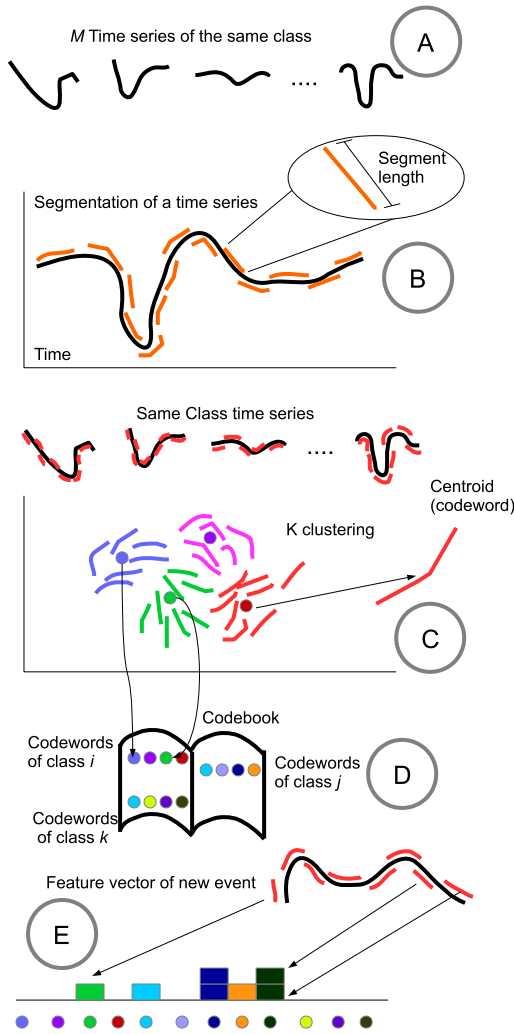 M Time series of the same class
A
....
Segment
length
Segmentation of a time series
B
Time
Same Class time series
....
Centroid
(codeword)
K clustering
C
Codebook
Codewords
of class i
Codewords
of class j
D
Codewords
of class k
Feature vector of new event
E